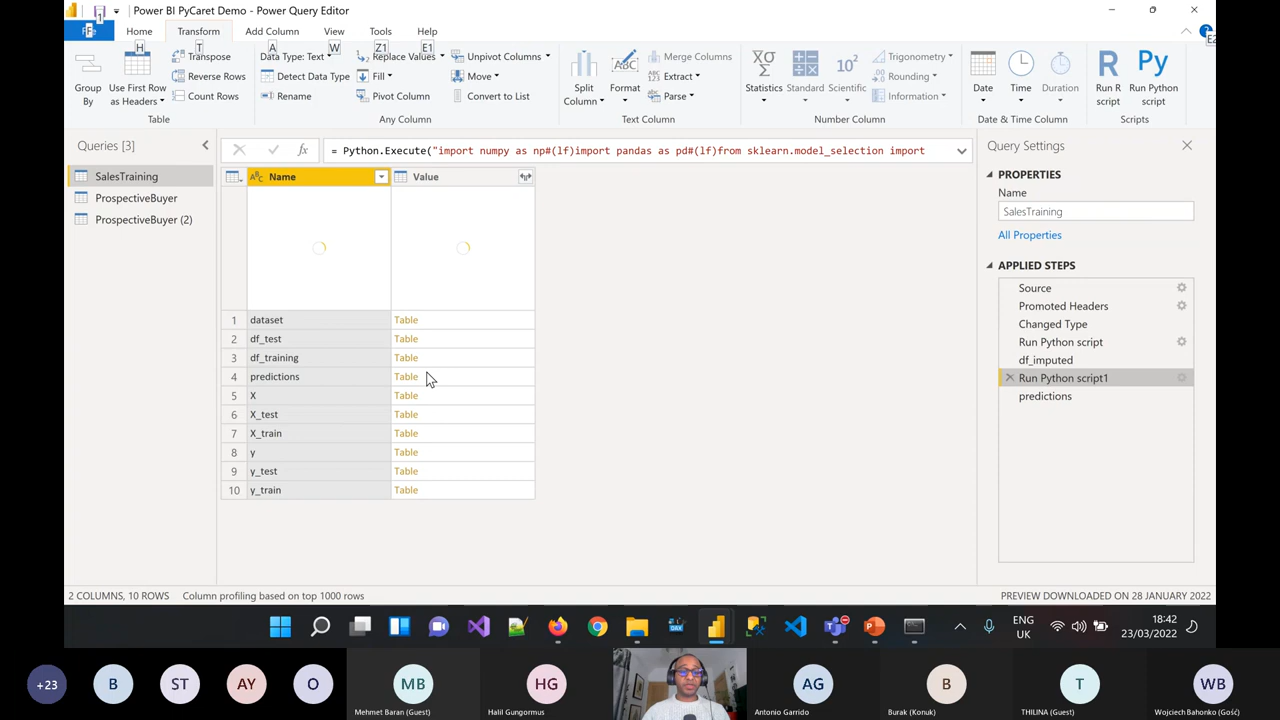 1
Power BI PyCaret Demo - Power Query Editor
F
Home
Transform
Add Column
View
Tools
Help
H
T
A
W
Z1
E1
Group By
Use First Row as Headers
Transpose
Reverse Rows
Count Rows
Table
Data Type: Text
Detect Data Type
Rename
Replace Values
Fill
Pivot Column
Unpivot Columns
Move
Convert to List
Any Column
Split Column
Format
Merge Columns
Extract
Parse
Text Column
Statistics
Standard
Scientific
Trigonometry
Rounding
Information
Number Column
Date
Time
Duration
Date & Time Column
Run R script
Run Python script
Scripts
Queries [3]
SalesTraining
ProspectiveBuyer
ProspectiveBuyer (2)
= Python.Execute("import numpy as np#(lf)import pandas as pd#(lf)from sklearn.model_selection import
Name
Value
1 dataset Table
2 df_test Table
3 df_training Table
4 predictions Table
5 X Table
6 X_test Table
7 X_train Table
8 y Table
9 y_test Table
10 y_train Table
Query Settings
PROPERTIES
Name
SalesTraining
All Properties
APPLIED STEPS
Source
Promoted Headers
Changed Type
Run Python script
df_imputed
Run Python script1
predictions
2 COLUMNS, 10 ROWS
Column profiling based on top 1000 rows
PREVIEW DOWNLOADED ON 28 JANUARY 2022
ENG
UK
18:42
23/03/2022
+23
B
ST
AY
O
MB
HG
AG
B
T
WB
Mehmet Baran (Guest)
Halil Gungormus
Antonio Garrido
Burak (Konuk)
THILINA (Guest)
Wojciech Bahonko (Gość)